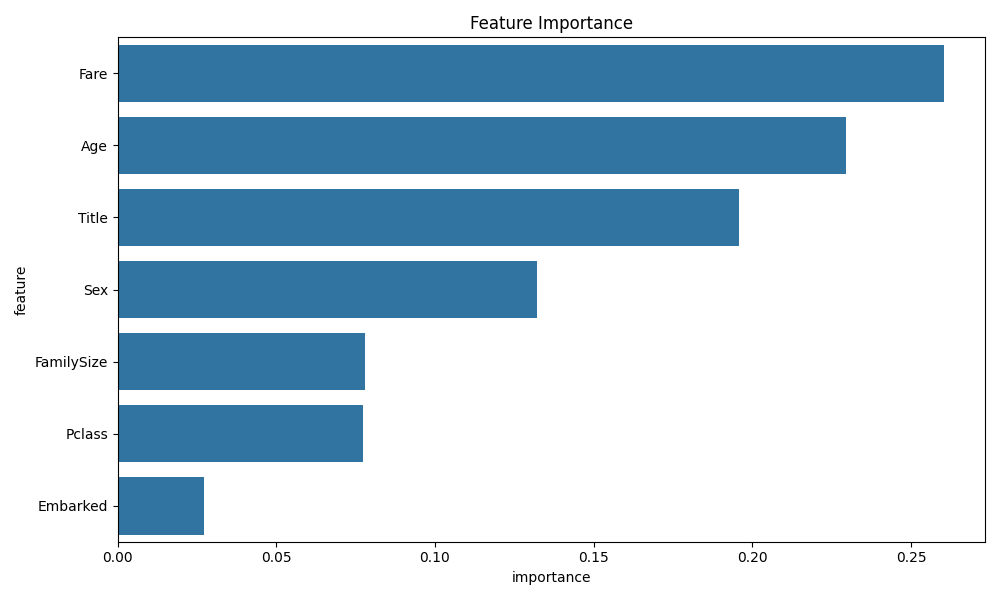 Feature Importance
Fare
Age
Title
Sex
FamilySize
Pclass
Embarked
feature
0.00 0.05 0.10 0.15 0.20 0.25
importance